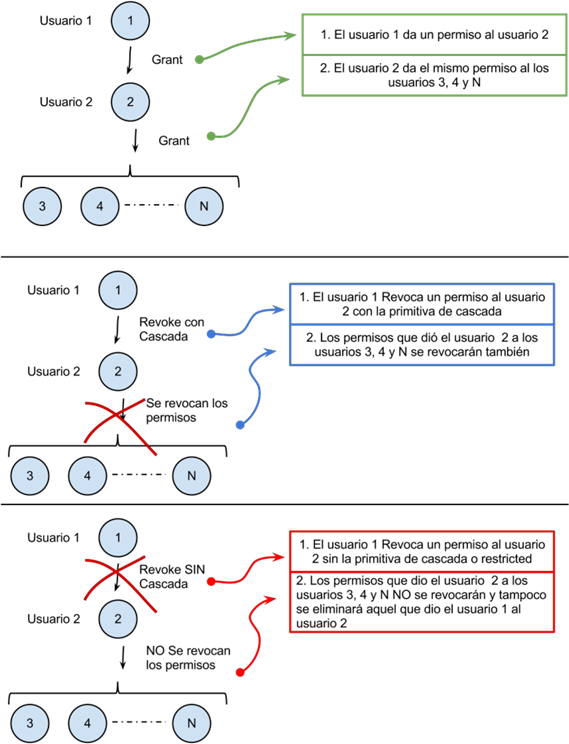 Usuario 1
1
1. El usuario 1 da un permiso al usuario 2
Grant
2. El usuario 2 da el mismo permiso al los
usuarios 3, 4 y N
Usuario 2
2
Grant
3
4
N
Usuario 1
1
1. El usuario 1 Revoca un permiso al usuario
2 con la primitiva de cascada
Revoke con
Cascada
2. Los permisos que dió el usuario 2 a los
usuarios 3, 4 y N se revocarán también
Usuario 2
2
Se revocan los
permisos
3
4
N
Usuario 1
1
1. El usuario 1 Revoca un permiso al usuario
2 sin la primitiva de cascada o restricted
Revoke SIN
Cascada
2. Los permisos que dio el usuario 2 a los
usuarios 3, 4 y N NO se revocarán y tampoco
se eliminará aquel que dio el usuario 1 al
usuario 2
Usuario 2
2
NO Se revocan
los permisos
3
4
N